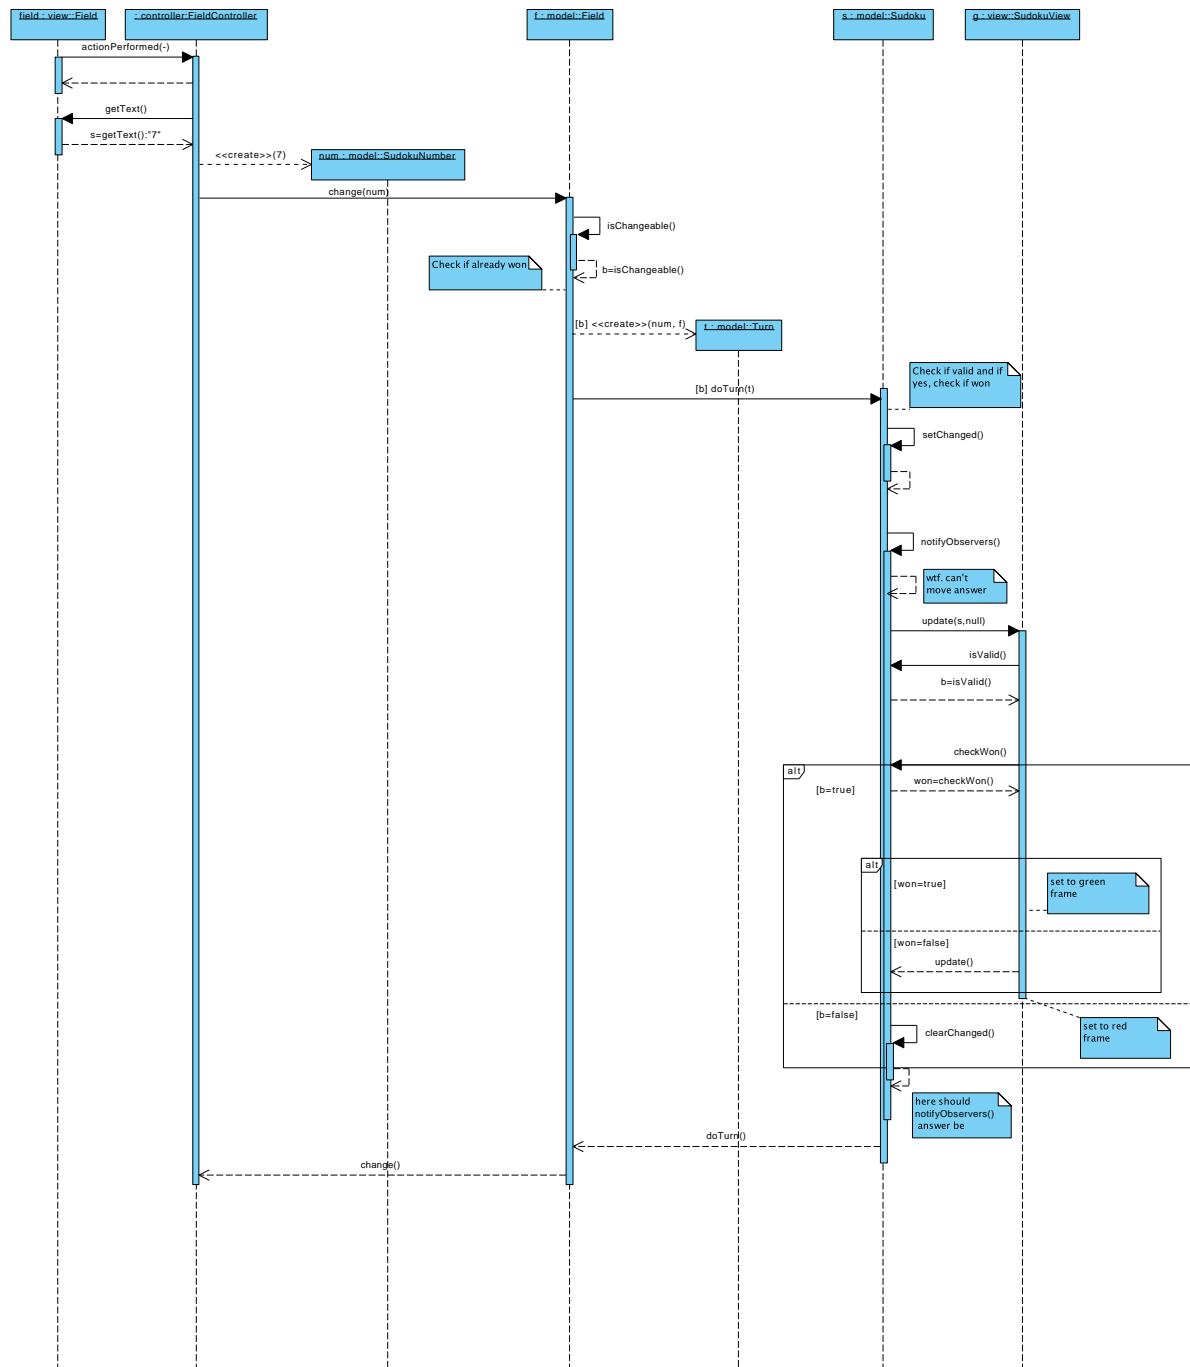 field : view::Field
: controller:FieldController
f : model::Field
s : model::Sudoku
g : view::SudokuView
actionPerformed(-)
getText()
s=getText():"7"
<<create>>(7)
num : model::SudokuNumber
change(num)
isChangeable()
Check if already won
b=isChangeable()
[b] <<create>>(num, f)
t : model::Turn
Check if valid and if
yes, check if won
[b] doTurn(t)
setChanged()
notifyObservers()
wtf. can't
move answer
update(s,null)
isValid()
b=isValid()
checkWon()
alt
won=checkWon()
[b=true]
alt
[won=true]
set to green
frame
[won=false]
update()
[b=false]
clearChanged()
set to red
frame
here should
notifyObservers()
answer be
doTurn()
change()